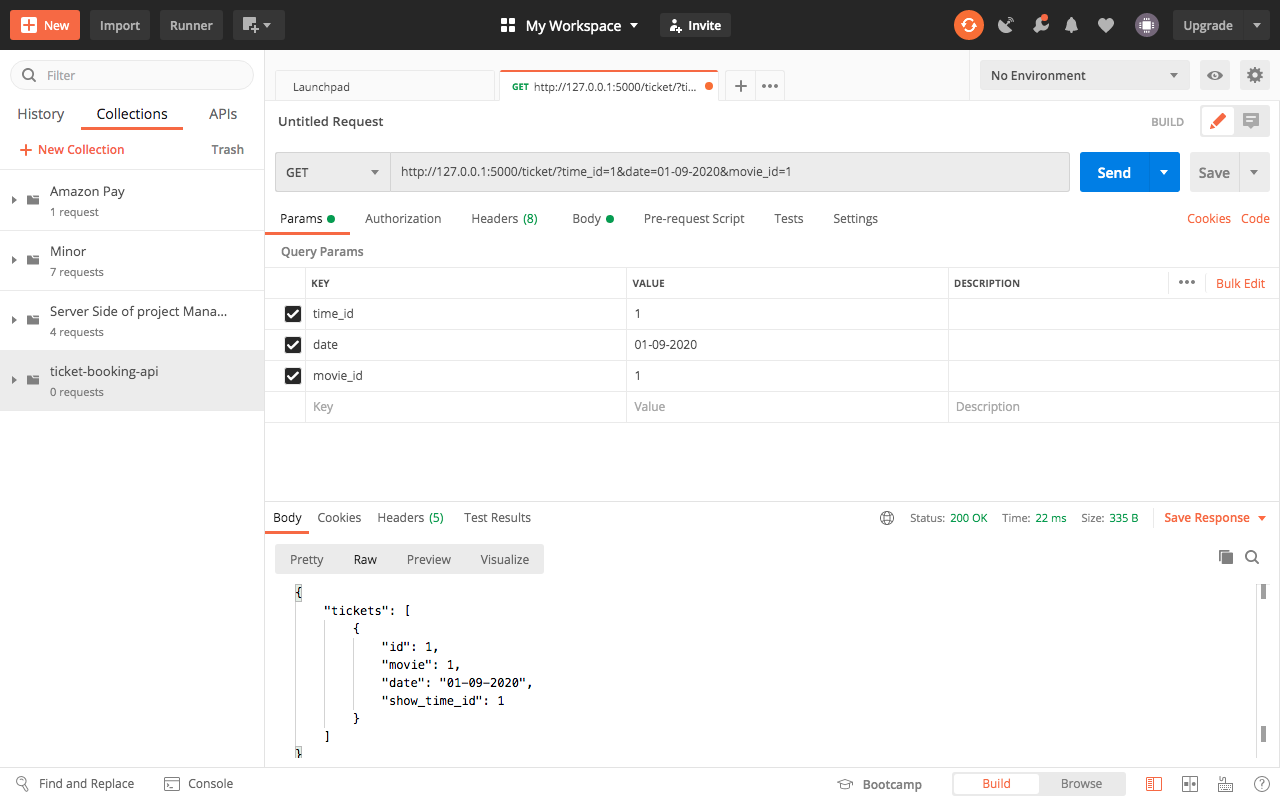 New
Import
Runner
My Workspace
Invite
Upgrade
Filter
History
Collections
APIs
New Collection
Trash
Amazon Pay
1 request
Minor
7 requests
Server Side of project Mana...
4 requests
ticket-booking-api
0 requests
Launchpad
GET http://127.0.0.1:5000/ticket/?ti...
No Environment
Untitled Request
BUILD
GET
http://127.0.0.1:5000/ticket/?time_id=1&date=01-09-2020&movie_id=1
Send
Save
Params
Authorization
Headers (8)
Body
Pre-request Script
Tests
Settings
Cookies
Code
Query Params
KEY
VALUE
DESCRIPTION
Bulk Edit
time_id
1
date
01-09-2020
movie_id
1
Key
Value
Description
Body
Cookies
Headers (5)
Test Results
Status: 200 OK
Time: 22 ms
Size: 335 B
Save Response
Pretty
Raw
Preview
Visualize
{
"tickets": [
{
"id": 1,
"movie": 1,
"date": "01-09-2020",
"show_time_id": 1
}
]
}
Find and Replace
Console
Bootcamp
Build
Browse